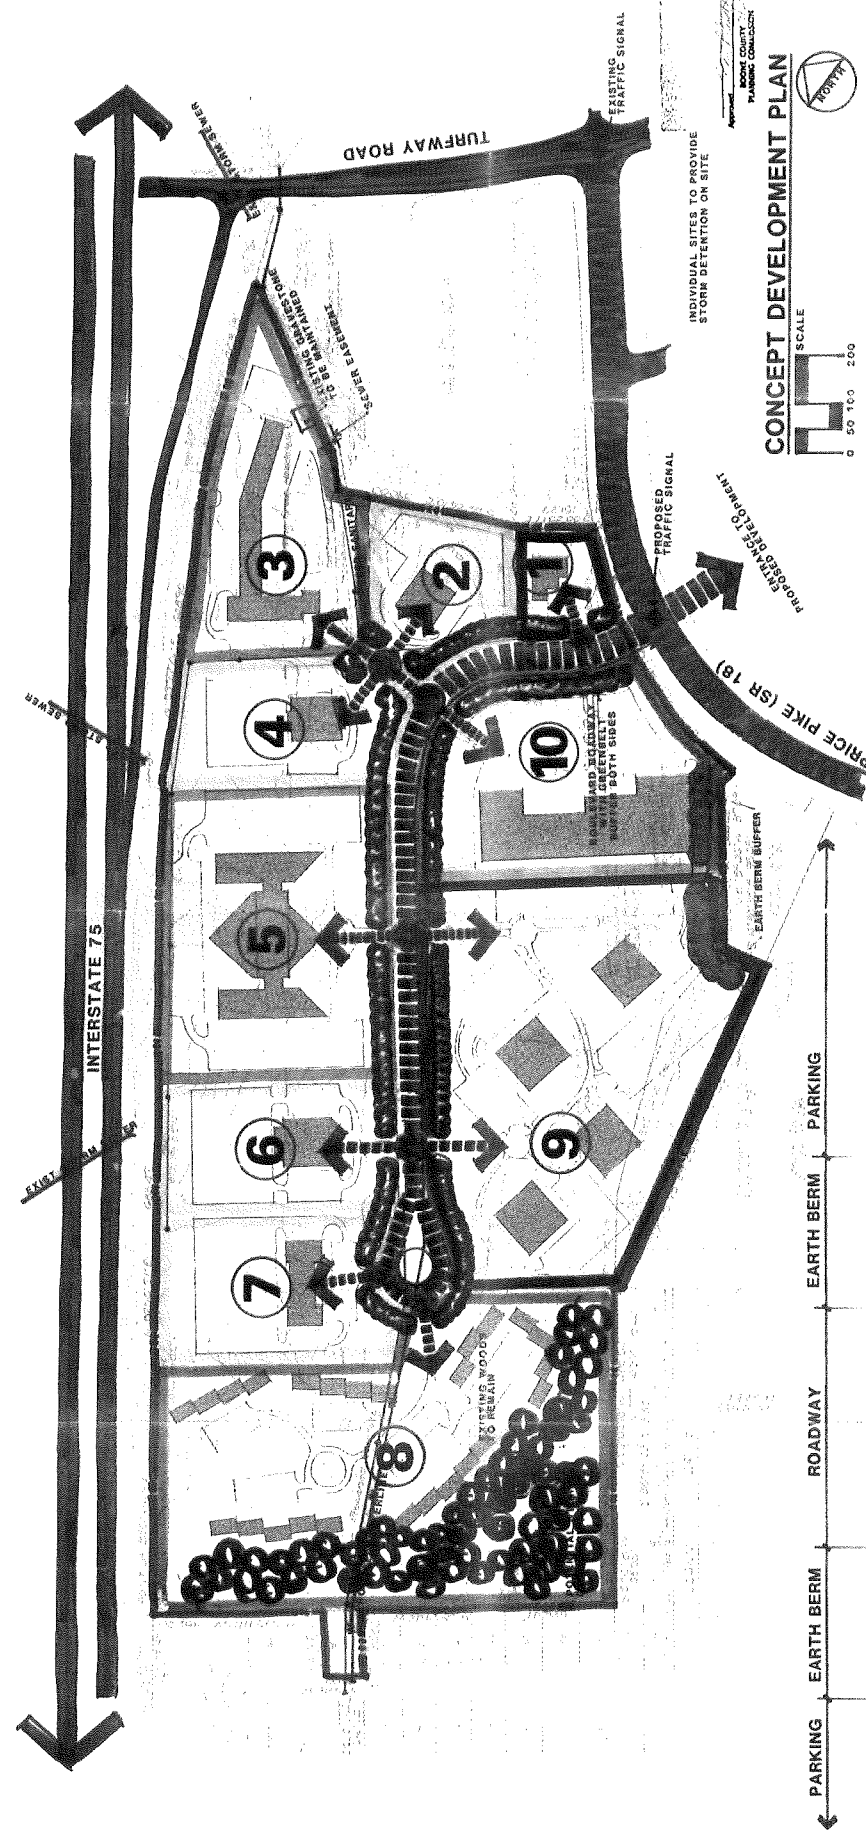 CONCEPT DEVELOPMENT PLAN
NORTH
SCALE
0 50 100 200
Approved
BOONE COUNTY
PLANNING COMMISSION
INTERSTATE 75
TURFWAY ROAD
EXISTING
TRAFFIC SIGNAL
INDIVIDUAL SITES TO PROVIDE
STORM DETENTION ON SITE
EXISTING GRAVESTONE
TO BE MAINTAINED
SEWER EASEMENT
PROPOSED
TRAFFIC SIGNAL
ENTRANCE TO
PROPOSED DEVELOPMENT
PRICE PIKE (SR 18)
BOULEVARD ROADWAY
WITH GREENBELT
BUFFER BOTH SIDES
EARTH BERM BUFFER
EXISTING WOODS
TO REMAIN
1
2
3
4
5
6
7
8
9
10
PARKING
EARTH BERM
ROADWAY
EARTH BERM
PARKING